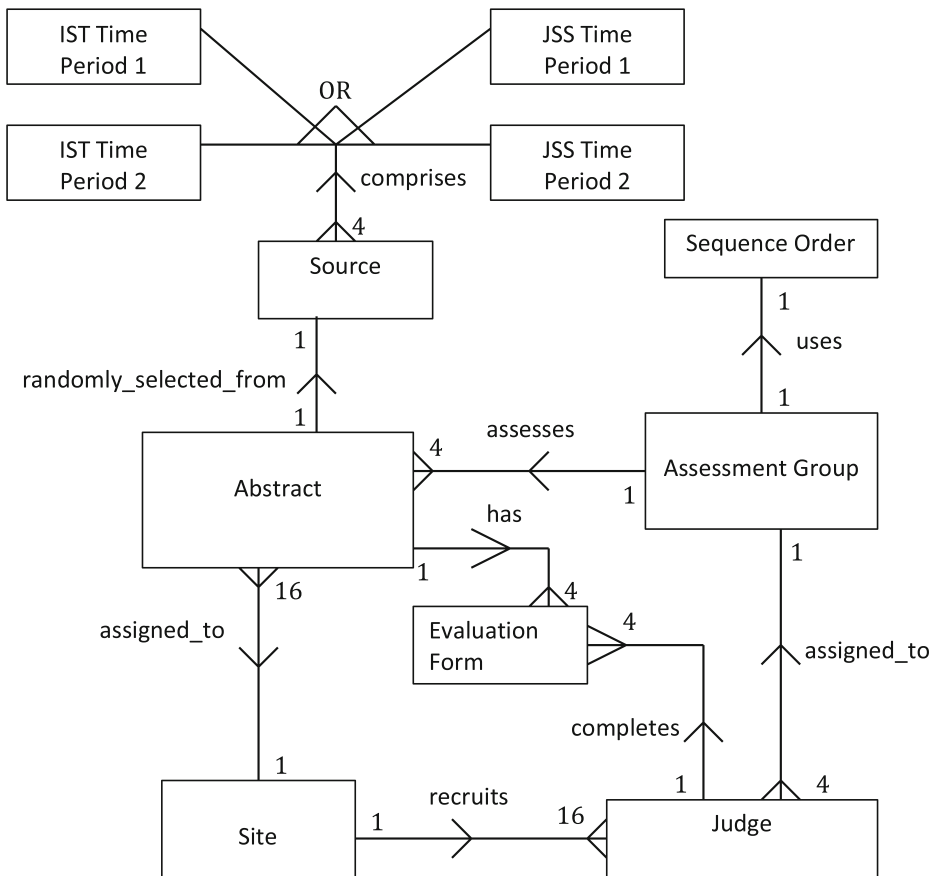 IST Time
Period 1
JSS Time
Period 1
OR
IST Time
Period 2
JSS Time
Period 2
comprises
4
Source
Sequence Order
1
1
uses
randomly_selected_from
1
1
assesses
4
Abstract
Assessment Group
1
has
1
1
16
4
assigned_to
Evaluation
Form
4
assigned_to
completes
1
1
4
recruits
1
16
Site
Judge